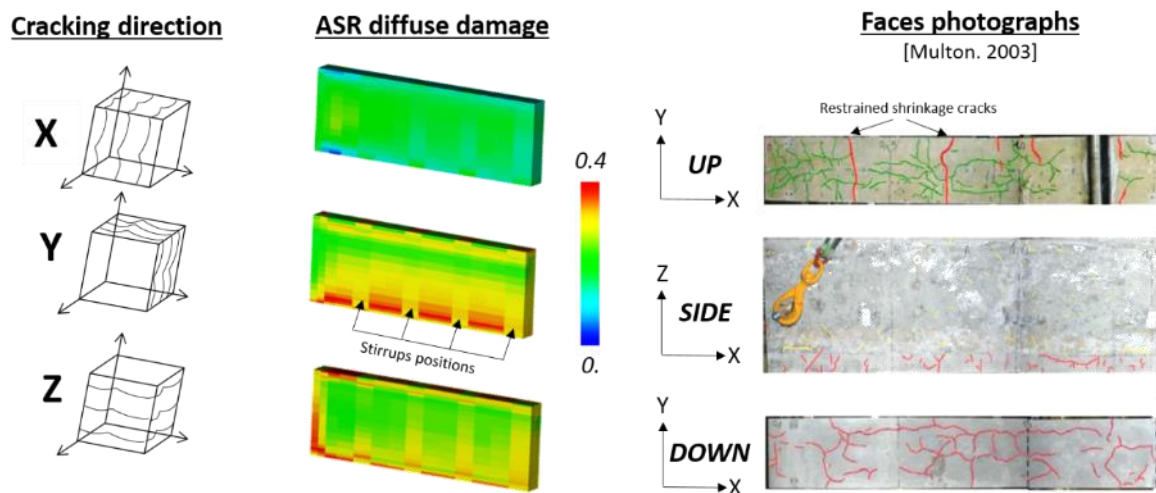 Cracking direction
ASR diffuse damage
Faces photographs
[Multon. 2003]
X
Y
Z
Stirrups positions
0.4
0.
Restrained shrinkage cracks
Y
UP
X
Z
SIDE
X
Y
DOWN
X